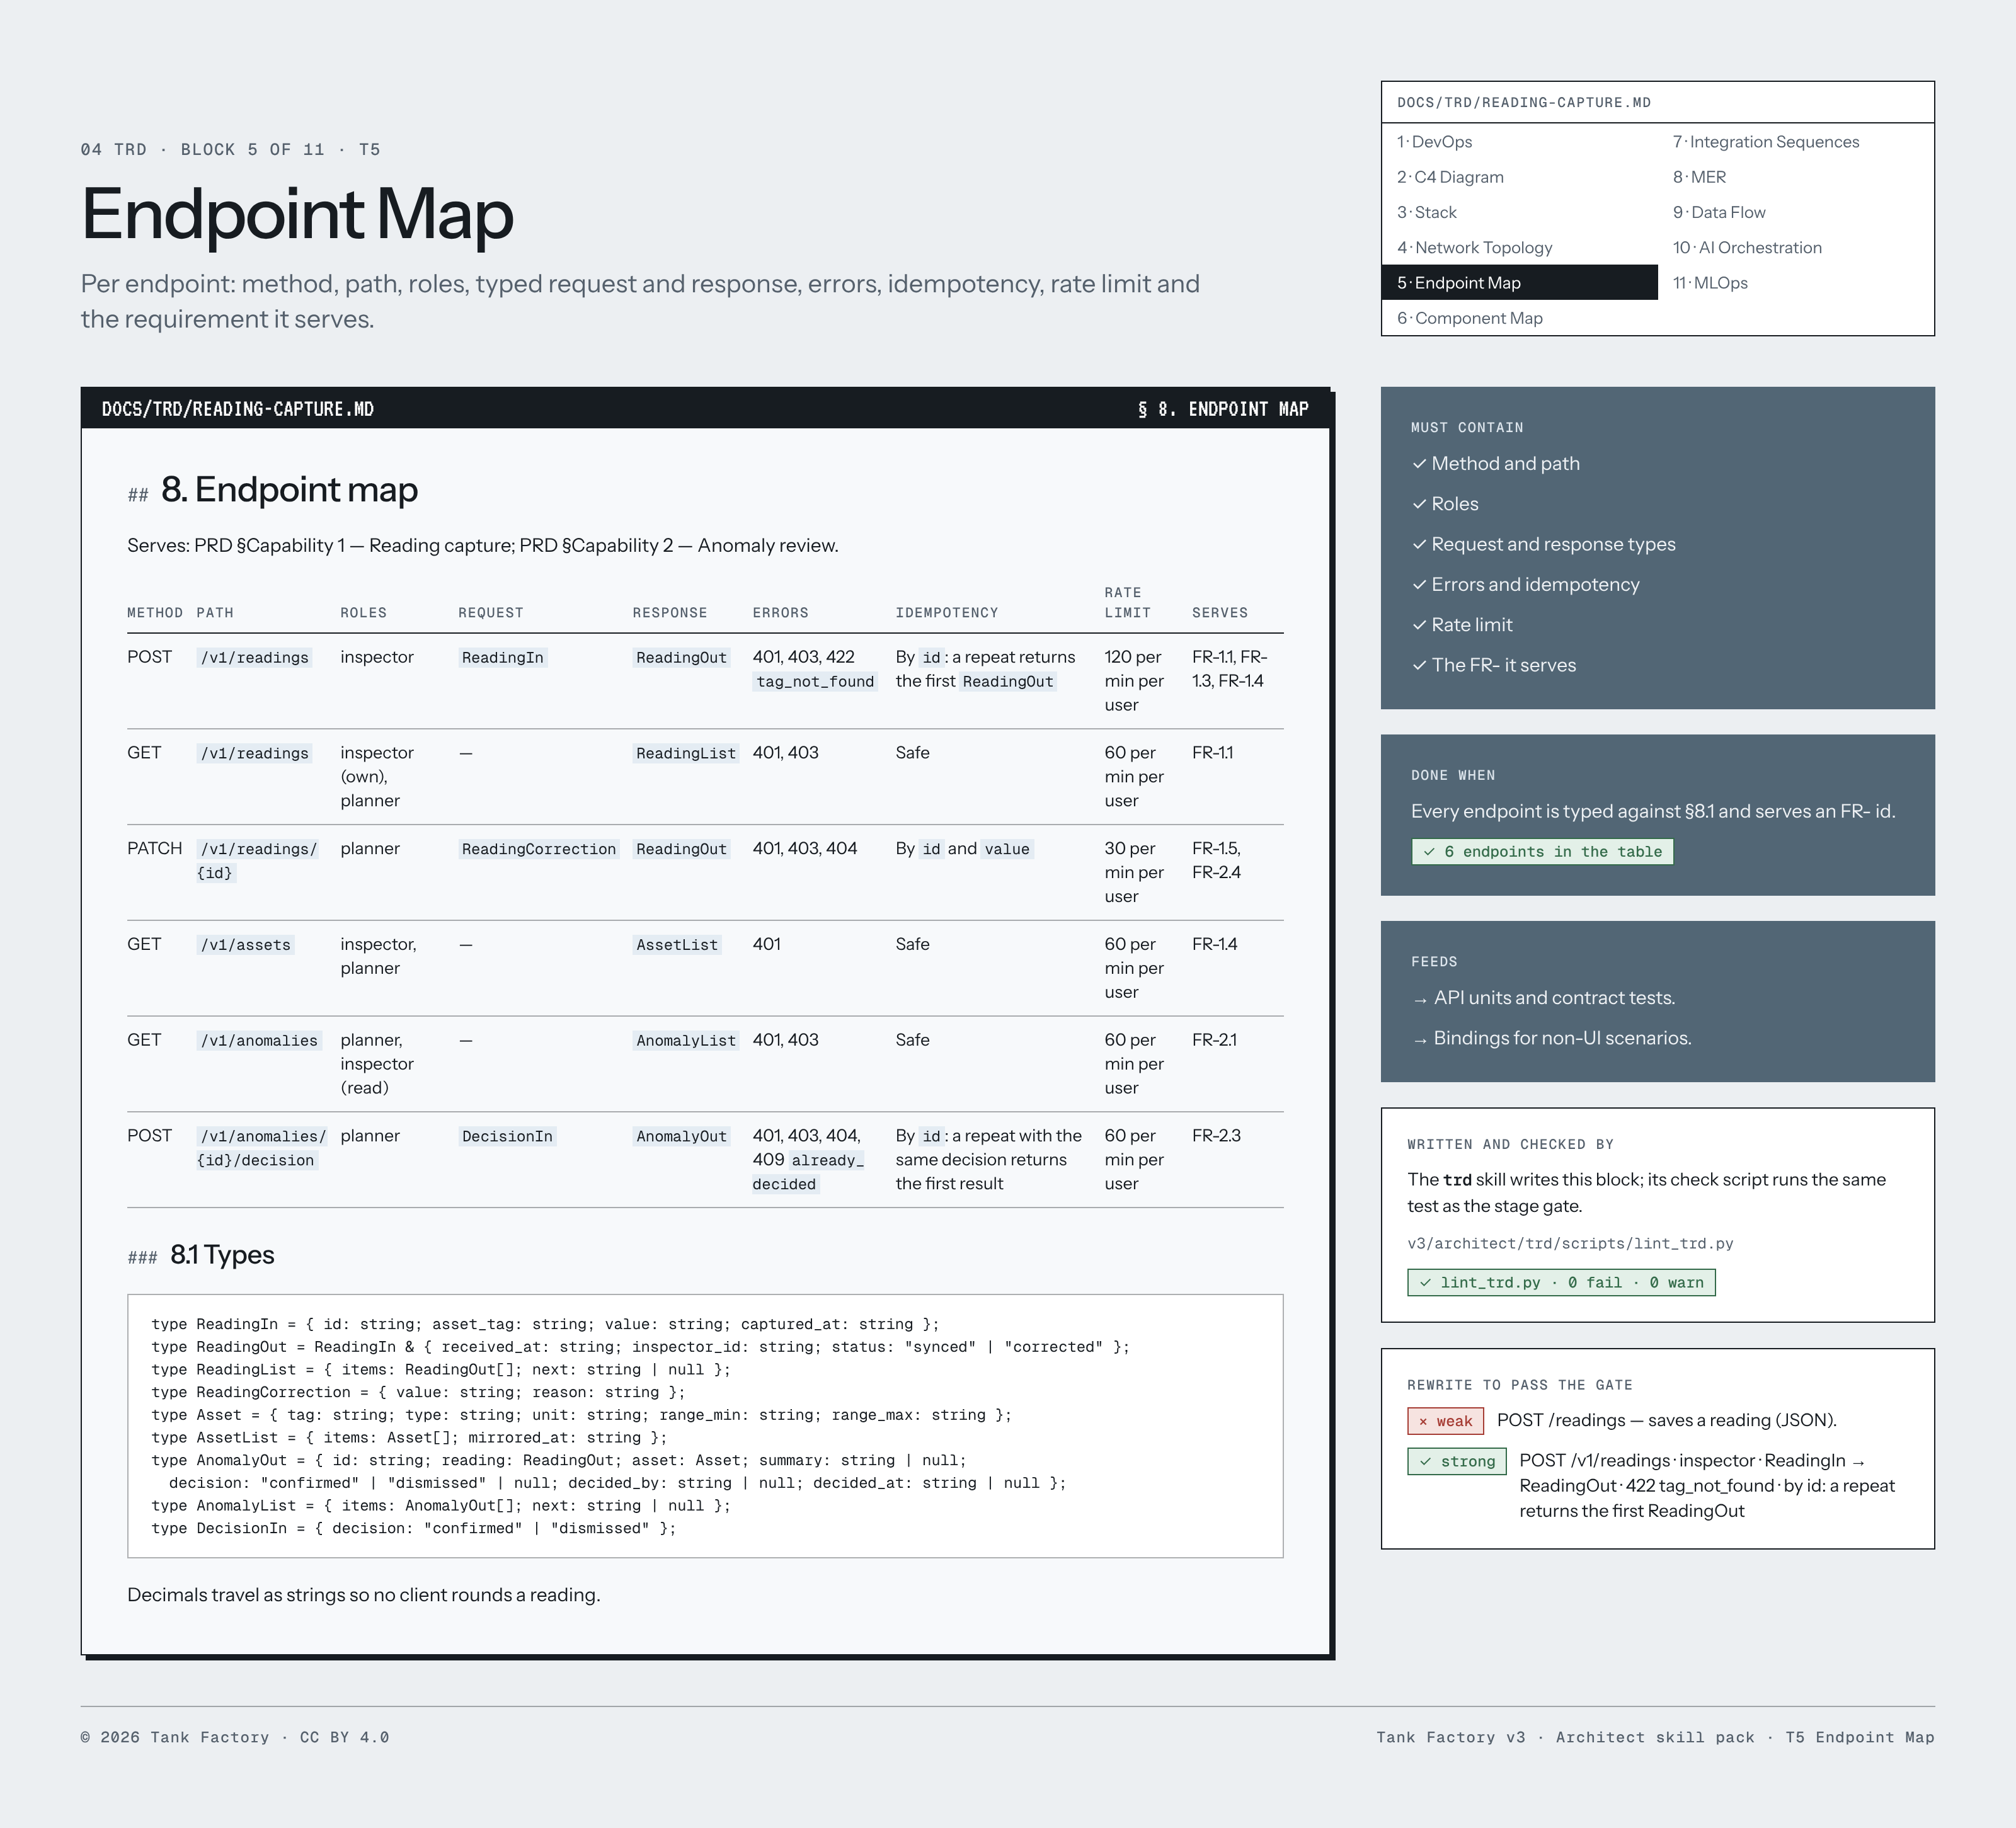 04 TRD · BLOCK 5 OF 11 · T5
Endpoint Map
Per endpoint: method, path, roles, typed request and response, errors, idempotency, rate limit and
the requirement it serves.
DOCS/TRD/READING-CAPTURE.MD
1 · DevOps
2 · C4 Diagram
3 · Stack
4 · Network Topology
5 · Endpoint Map
6 · Component Map
7 · Integration Sequences
8 · MER
9 · Data Flow
10 · AI Orchestration
11 · MLOps
DOCS/TRD/READING-CAPTURE.MD § 8. ENDPOINT MAP
## 8. Endpoint map
Serves: PRD §Capability 1 — Reading capture; PRD §Capability 2 — Anomaly review.
METHOD PATH ROLES REQUEST RESPONSE ERRORS IDEMPOTENCY RATE LIMIT SERVES
POST /v1/readings inspector ReadingIn ReadingOut 401, 403, 422 tag_not_found By id: a repeat returns the first ReadingOut 120 per min per user FR-1.1, FR-1.3, FR-1.4
GET /v1/readings inspector (own), planner — ReadingList 401, 403 Safe 60 per min per user FR-1.1
PATCH /v1/readings/{id} planner ReadingCorrection ReadingOut 401, 403, 404 By id and value 30 per min per user FR-1.5, FR-2.4
GET /v1/assets inspector, planner — AssetList 401 Safe 60 per min per user FR-1.4
GET /v1/anomalies planner, inspector (read) — AnomalyList 401, 403 Safe 60 per min per user FR-2.1
POST /v1/anomalies/{id}/decision planner DecisionIn AnomalyOut 401, 403, 404, 409 already_decided By id: a repeat with the same decision returns the first result 60 per min per user FR-2.3
### 8.1 Types
type ReadingIn = { id: string; asset_tag: string; value: string; captured_at: string };
type ReadingOut = ReadingIn & { received_at: string; inspector_id: string; status: "synced" | "corrected" };
type ReadingList = { items: ReadingOut[]; next: string | null };
type ReadingCorrection = { value: string; reason: string };
type Asset = { tag: string; type: string; unit: string; range_min: string; range_max: string };
type AssetList = { items: Asset[]; mirrored_at: string };
type AnomalyOut = { id: string; reading: ReadingOut; asset: Asset; summary: string | null;
decision: "confirmed" | "dismissed" | null; decided_by: string | null; decided_at: string | null };
type AnomalyList = { items: AnomalyOut[]; next: string | null };
type DecisionIn = { decision: "confirmed" | "dismissed" };
Decimals travel as strings so no client rounds a reading.
MUST CONTAIN
✓ Method and path
✓ Roles
✓ Request and response types
✓ Errors and idempotency
✓ Rate limit
✓ The FR- it serves
DONE WHEN
Every endpoint is typed against §8.1 and serves an FR- id.
✓ 6 endpoints in the table
FEEDS
→ API units and contract tests.
→ Bindings for non-UI scenarios.
WRITTEN AND CHECKED BY
The trd skill writes this block; its check script runs the same
test as the stage gate.
v3/architect/trd/scripts/lint_trd.py
✓ lint_trd.py · 0 fail · 0 warn
REWRITE TO PASS THE GATE
× weak POST /readings — saves a reading (JSON).
✓ strong POST /v1/readings · inspector · ReadingIn →
ReadingOut · 422 tag_not_found · by id: a repeat
returns the first ReadingOut
© 2026 Tank Factory · CC BY 4.0
Tank Factory v3 · Architect skill pack · T5 Endpoint Map